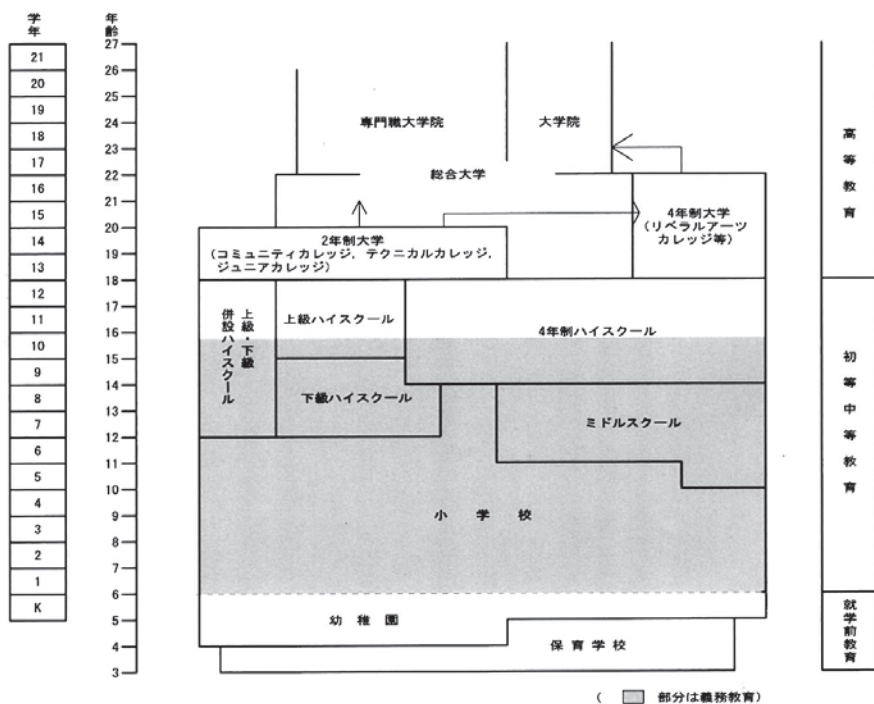 学年
年齢
21
20
19
18
17
16
15
14
13
12
11
10
9
8
7
6
5
4
3
2
1
K
27
26
25
24
23
22
21
20
19
18
17
16
15
14
13
12
11
10
9
8
7
6
5
4
3
専門職大学院
大学院
総合大学
4年制大学
(リベラルアーツ
カレッジ等)
2年制大学
(コミュニティカレッジ, テクニカルカレッジ,
ジュニアカレッジ)
上級・下級
併設ハイスクール
上級ハイスクール
4年制ハイスクール
下級ハイスクール
ミドルスクール
小学校
幼稚園
保育学校
高等教育
初等中等教育
就学前教育
( 部分は義務教育)